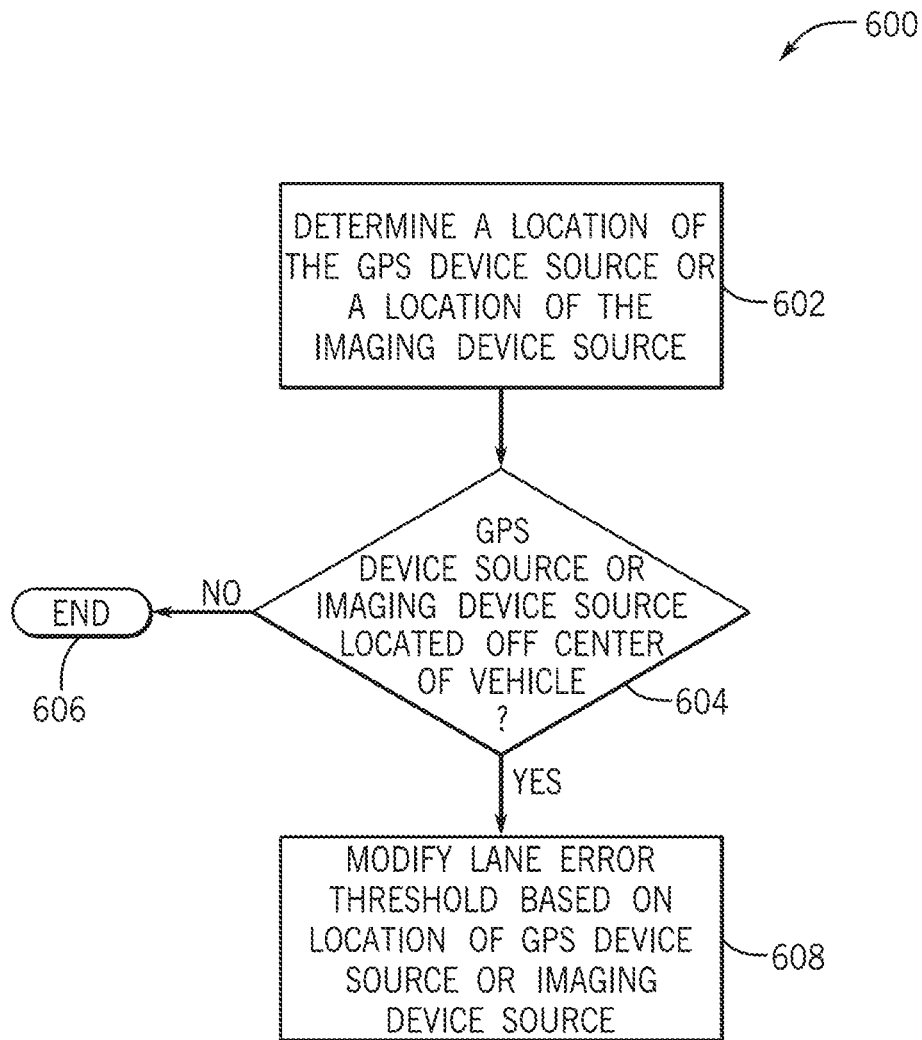 600
DETERMINE A LOCATION OF
THE GPS DEVICE SOURCE OR
A LOCATION OF THE
IMAGING DEVICE SOURCE
602
GPS
DEVICE SOURCE OR
IMAGING DEVICE SOURCE
LOCATED OFF CENTER
OF VEHICLE
?
604
NO
END
606
YES
MODIFY LANE ERROR
THRESHOLD BASED ON
LOCATION OF GPS DEVICE
SOURCE OR IMAGING
DEVICE SOURCE
608